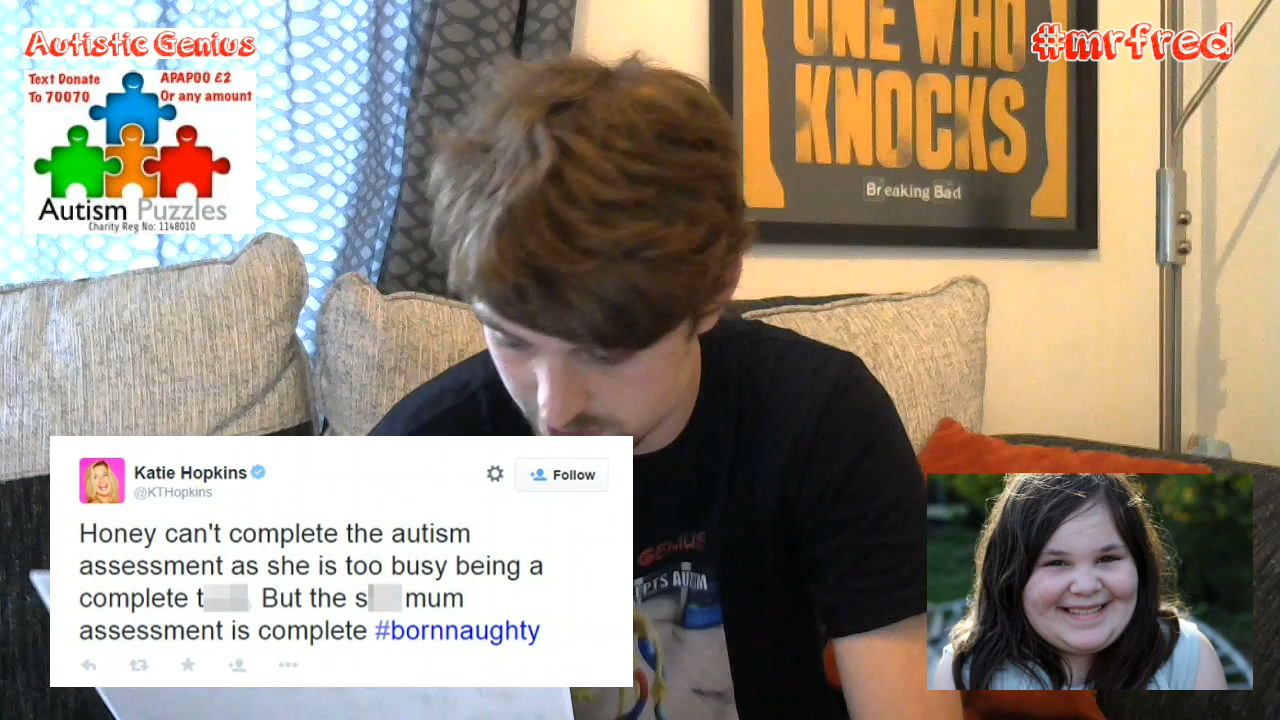 Autistic Genius
#mrfred
Text Donate
To 70070
APAP00 £2
Or any amount
Autism Puzzles
Charity Reg No: 1148010
ONE WHO
KNOCKS
Breaking Bad
Katie Hopkins
@KTHopkins
Follow
Honey can't complete the autism
assessment as she is too busy being a
complete t But the s mum
assessment is complete #bornnaughty
GENIUS
AUTISM